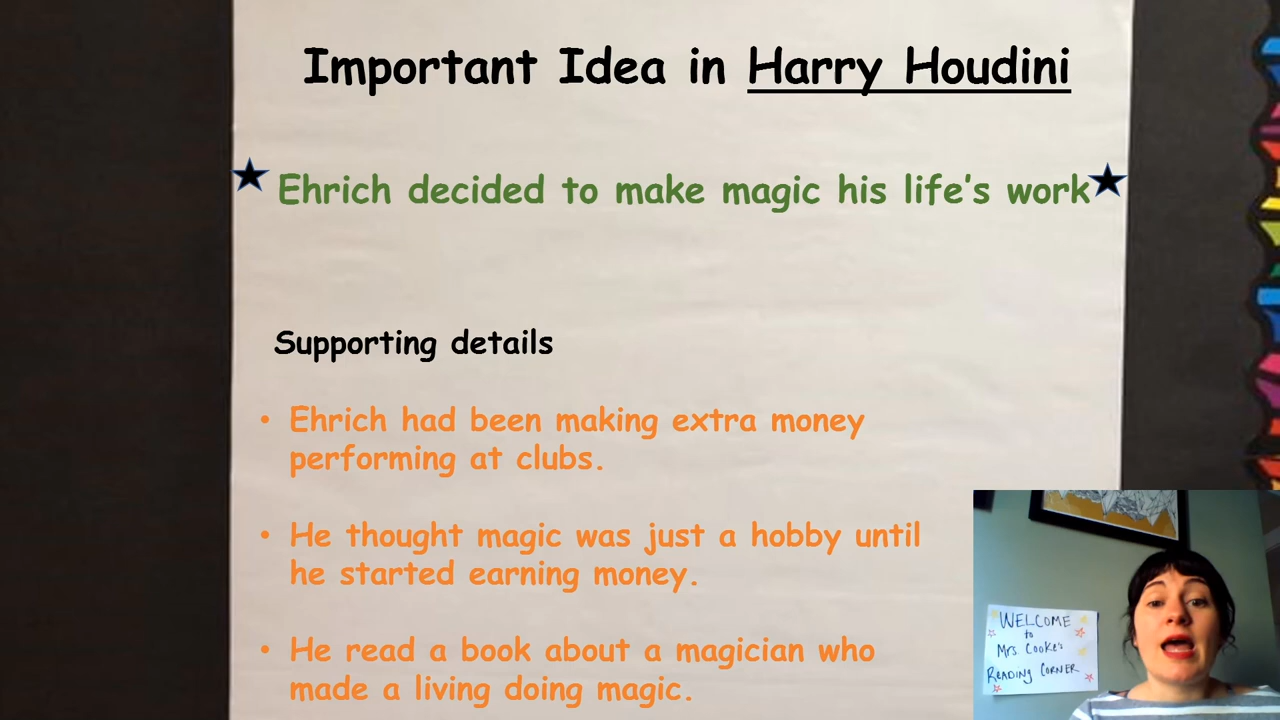 Important Idea in Harry Houdini
Ehrich decided to make magic his life's work
Supporting details
• Ehrich had been making extra money
performing at clubs.
• He thought magic was just a hobby until
he started earning money.
• He read a book about a magician who
made a living doing magic.
WELCOME
to
Mrs Cooke's
READING CORNER